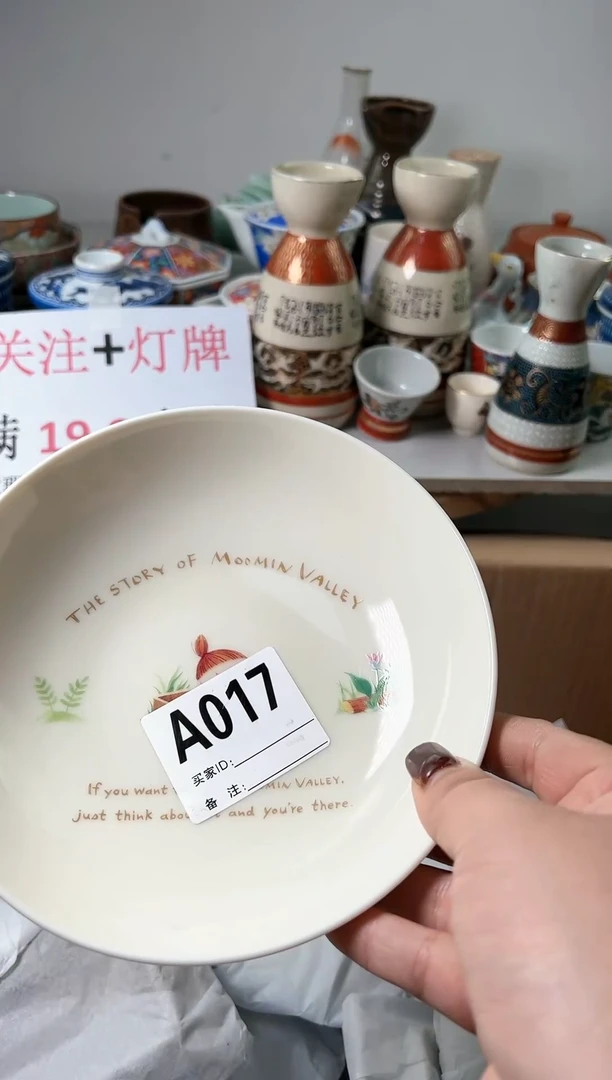 关注+灯牌
满 19.
THE STORY OF MOOMIN VALLEY
A017
买家ID:
备 注:
If you want MIN VALLEY,
just think and you're there.